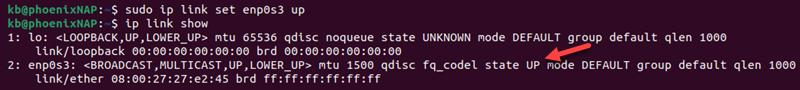 kb@phoenixNAP:~$ sudo ip link set enp0s3 up
kb@phoenixNAP:~$ ip link show
1: lo: <LOOPBACK,UP,LOWER_UP> mtu 65536 qdisc noqueue state UNKNOWN mode DEFAULT group default qlen 1000
    link/loopback 00:00:00:00:00:00 brd 00:00:00:00:00:00
2: enp0s3: <BROADCAST,MULTICAST,UP,LOWER_UP> mtu 1500 qdisc fq_codel state UP mode DEFAULT group default qlen 1000
    link/ether 08:00:27:27:e2:45 brd ff:ff:ff:ff:ff:ff